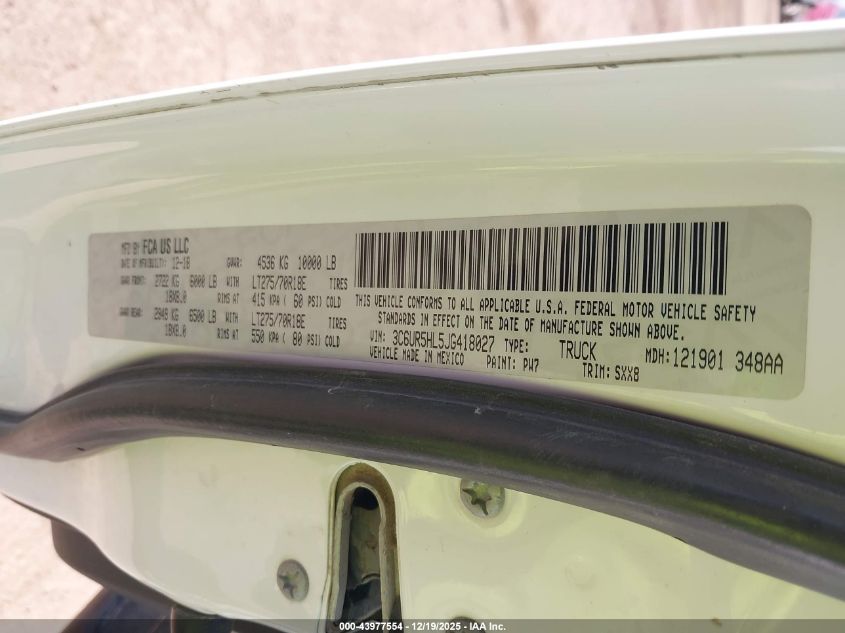 MFD BY FCA US LLC
DATE OF MFR(BUILT): 12-18 GVWR: 4536 KG 10000 LB
GAWR FRONT: 2722 KG 6000 LB WITH LT275/70R18E TIRES
18X8.0 RIMS AT 415 KPA ( 60 PSI) COLD
GAWR REAR: 2949 KG 6500 LB WITH LT275/70R18E TIRES
18X8.0 RIMS AT 550 KPA ( 80 PSI) COLD
THIS VEHICLE CONFORMS TO ALL APPLICABLE U.S.A. FEDERAL MOTOR VEHICLE SAFETY
STANDARDS IN EFFECT ON THE DATE OF MANUFACTURE SHOWN ABOVE.
VIN: 3C6UR5HL5JG418027 TYPE: TRUCK MDH:121901 348AA
VEHICLE MADE IN MEXICO PAINT: PW7 TRIM: SXX8
000-43977554 - 12/19/2025 - IAA Inc.